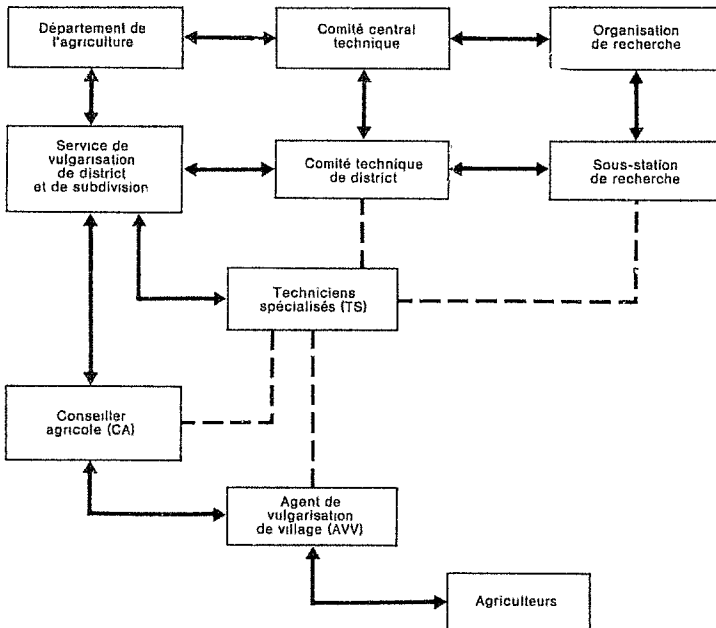 Département de
l'agriculture
Comité central
technique
Organisation
de recherche
Service de
vulgarisation
de district
et de subdivision
Comité technique
de district
Sous-station
de recherche
Techniciens
spécialisés (TS)
Conseiller
agricole (CA)
Agent de
vulgarisation
de village (AVV)
Agriculteurs